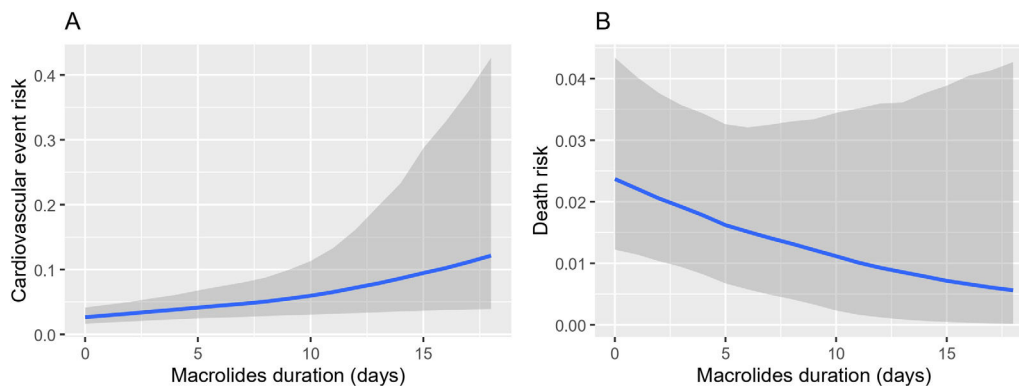 A
Cardiovascular event risk
0.4
0.3
0.2
0.1
0.0
0 5 10 15
Macrolides duration (days)
B
Death risk
0.04
0.03
0.02
0.01
0.00
0 5 10 15
Macrolides duration (days)